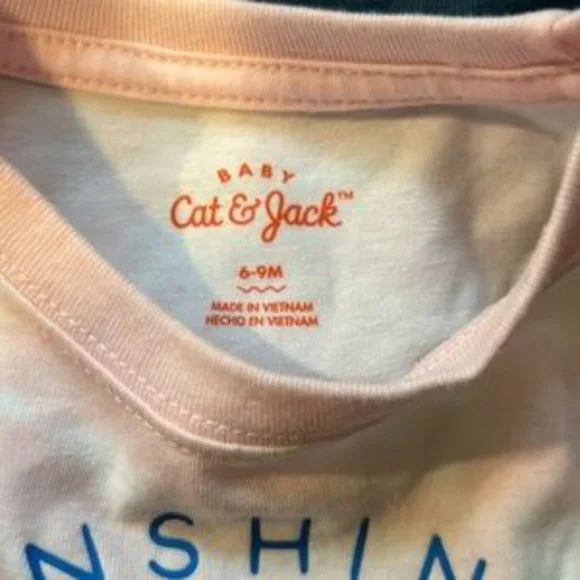 BABY
Cat & Jack™
6-9M
MADE IN VIETNAM
HECHO EN VIETNAM
NSHIN